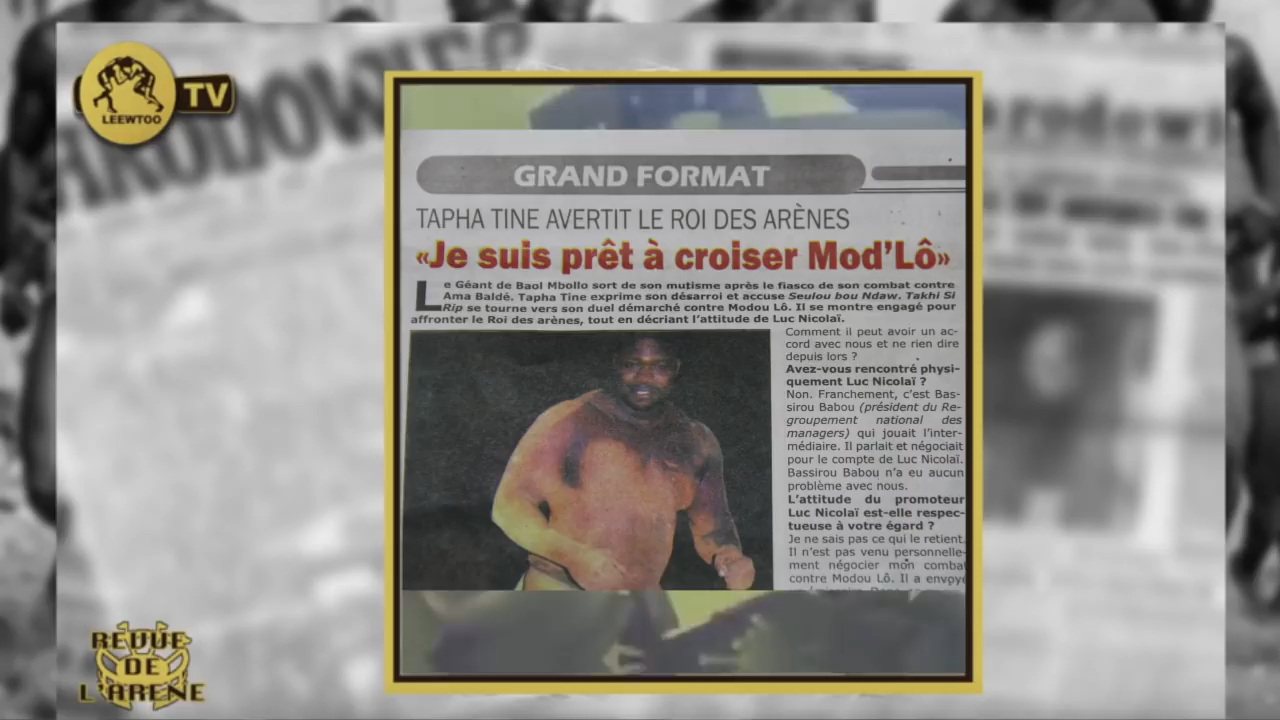 LEEWTOO
TV
GRAND FORMAT
TAPHA TINE AVERTIT LE ROI DES ARÈNES
«Je suis prêt à croiser Mod'Lô»
Le Géant de Baol Mbollo sort de son mutisme après le fiasco de son combat contre
Ama Baldé. Tapha Tine exprime son désarroi et accuse Seulou bou Ndaw. Takhi Si
Rip se tourne vers son duel démarché contre Modou Lô. Il se montre engagé pour
affronter le Roi des arènes, tout en décriant l'attitude de Luc Nicolaï.
Comment il peut avoir un ac-
cord avec nous et ne rien dire
depuis lors ?
Avez-vous rencontré physi-
quement Luc Nicolaï ?
Non. Franchement, c'est Bas-
sirou Babou (président du Re-
groupement national des
managers) qui jouait l'inter-
médiaire. Il parlait et négociait
pour le compte de Luc Nicolaï.
Bassirou Babou n'a eu aucun
problème avec nous.
L'attitude du promoteur
Luc Nicolaï est-elle respec-
tueuse à votre égard ?
Je ne sais pas ce qui le retient.
Il n'est pas venu personnelle-
ment négocier mon combat
contre Modou Lô. Il a envoyé
REVUE
DE
L'ARENE